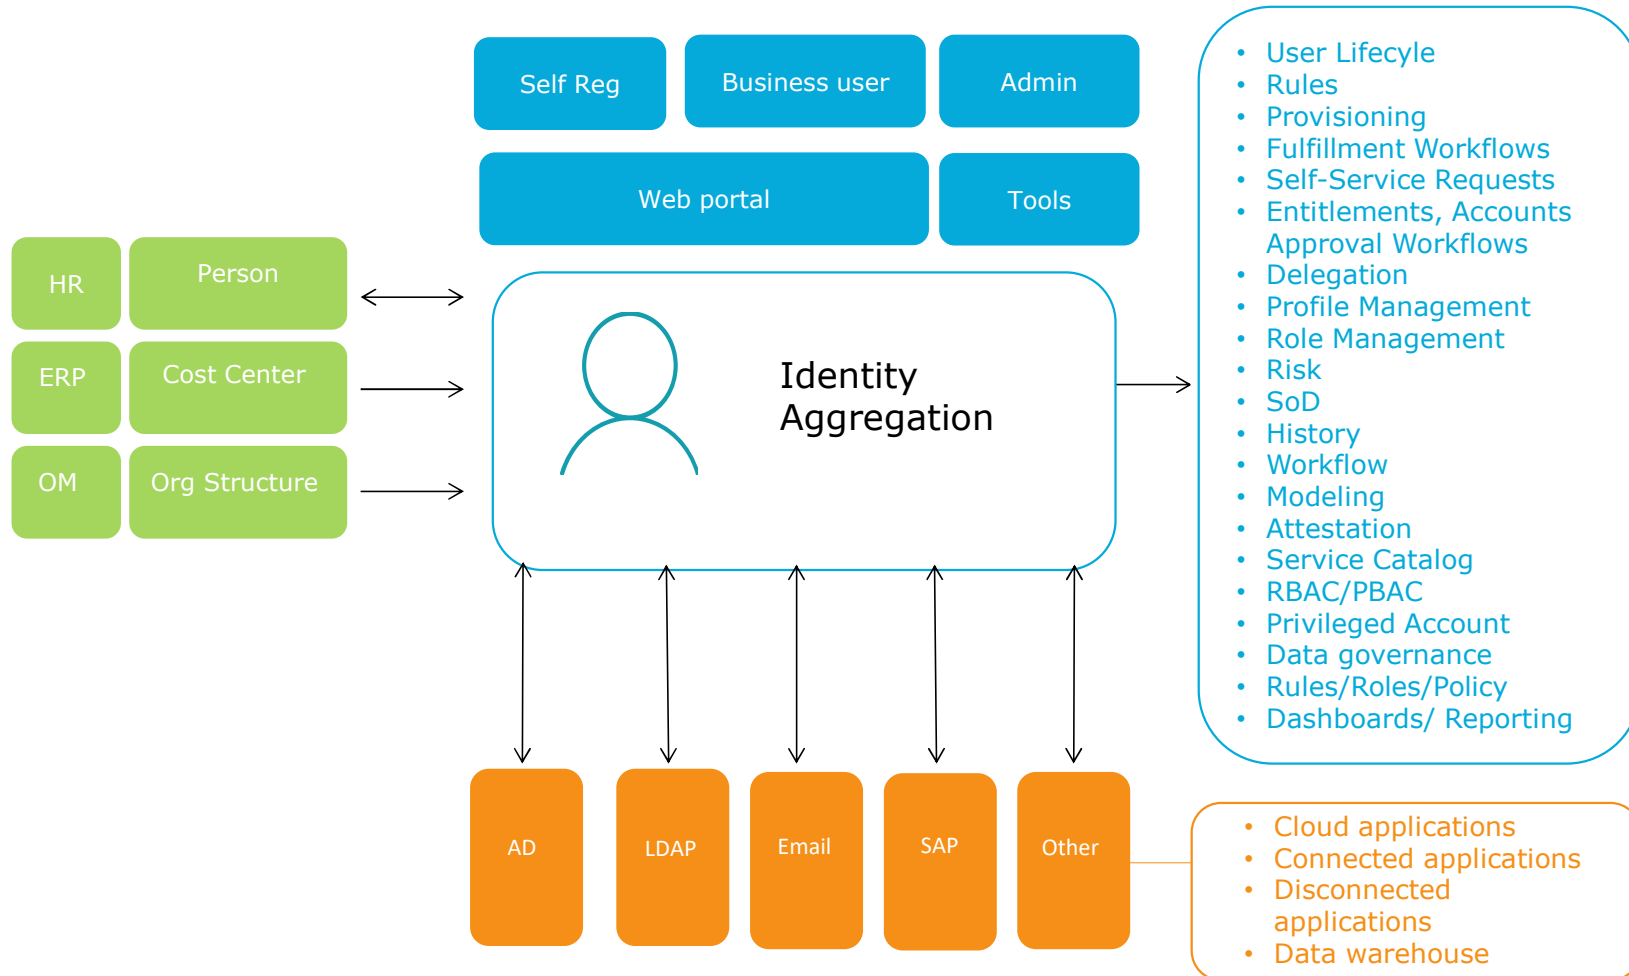 Self Reg
Business user
Admin
Web portal
Tools
HR
Person
ERP
Cost Center
OM
Org Structure
Identity
Aggregation
• User Lifecyle
• Rules
• Provisioning
• Fulfillment Workflows
• Self-Service Requests
• Entitlements, Accounts
Approval Workflows
• Delegation
• Profile Management
• Role Management
• Risk
• SoD
• History
• Workflow
• Modeling
• Attestation
• Service Catalog
• RBAC/PBAC
• Privileged Account
• Data governance
• Rules/Roles/Policy
• Dashboards/ Reporting
AD
LDAP
Email
SAP
Other
• Cloud applications
• Connected applications
• Disconnected
applications
• Data warehouse